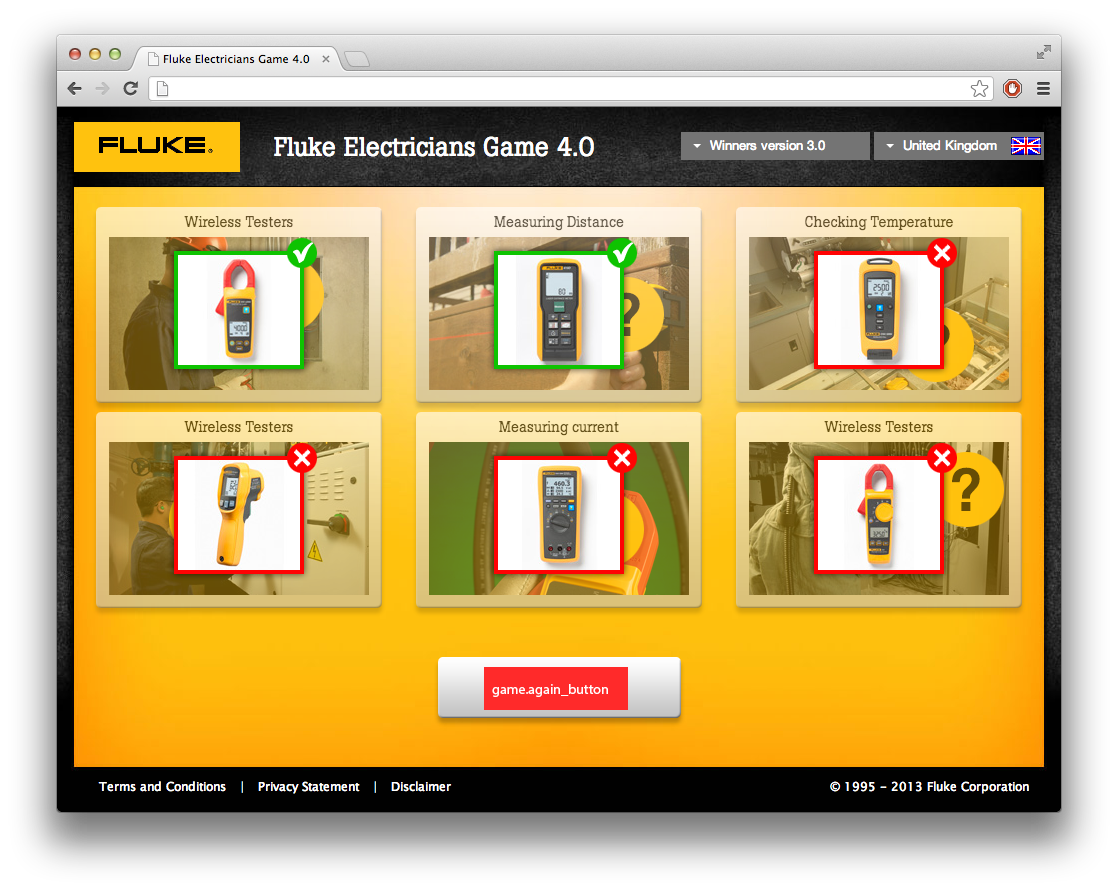 Fluke Electricians Game 4.0
FLUKE®
Fluke Electricians Game 4.0
Winners version 3.0
United Kingdom
Wireless Testers
Measuring Distance
Checking Temperature
?
?
Wireless Testers
Measuring current
Wireless Testers
?
game.again_button
Terms and Conditions | Privacy Statement | Disclaimer
© 1995 – 2013 Fluke Corporation